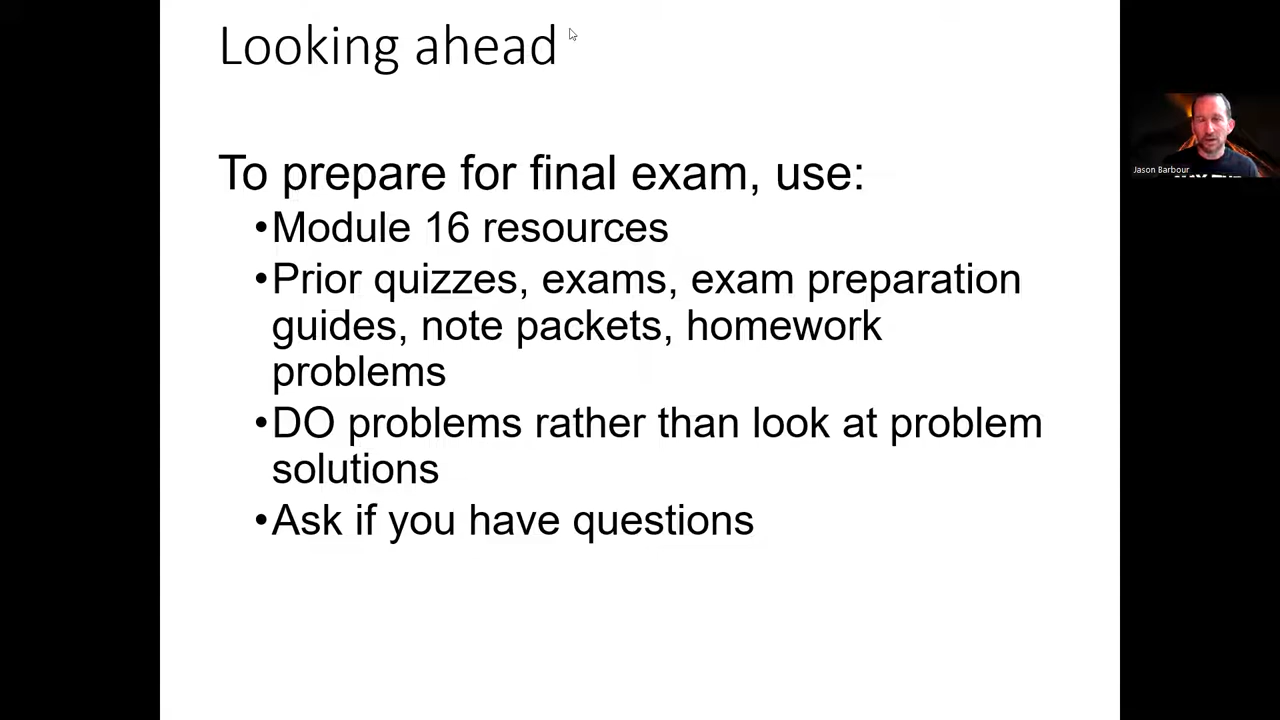 Looking ahead
To prepare for final exam, use:
•Module 16 resources
•Prior quizzes, exams, exam preparation
guides, note packets, homework
problems
•DO problems rather than look at problem
solutions
•Ask if you have questions
Jason Barbour